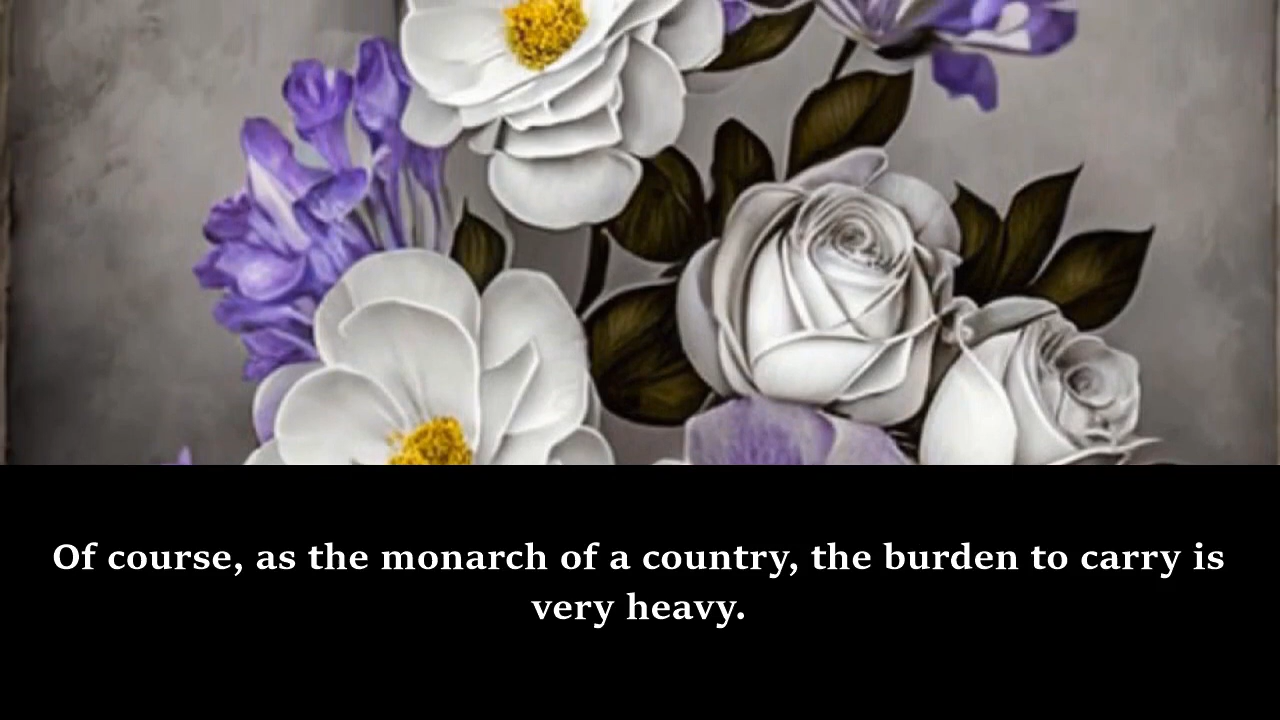 Of course, as the monarch of a country, the burden to carry is
very heavy.